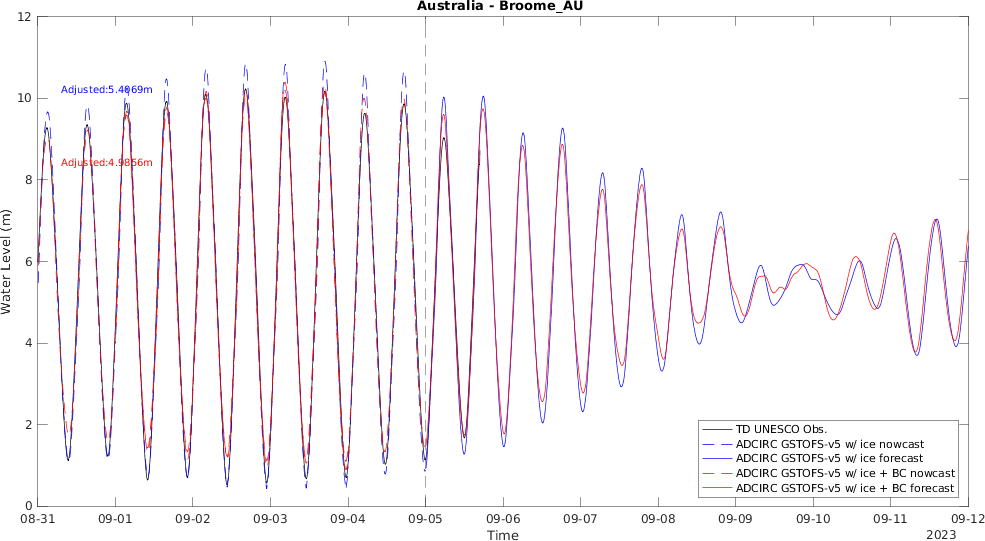 Australia - Broome_AU
12
10
8
6
4
2
0
Water Level (m)
Adjusted:5.4069m
Adjusted:4.9856m
TD UNESCO Obs.
ADCIRC GSTOFS-v5 w/ ice nowcast
ADCIRC GSTOFS-v5 w/ ice forecast
ADCIRC GSTOFS-v5 w/ ice + BC nowcast
ADCIRC GSTOFS-v5 w/ ice + BC forecast
08-31 09-01 09-02 09-03 09-04 09-05 09-06 09-07 09-08 09-09 09-10 09-11 09-12
Time
2023